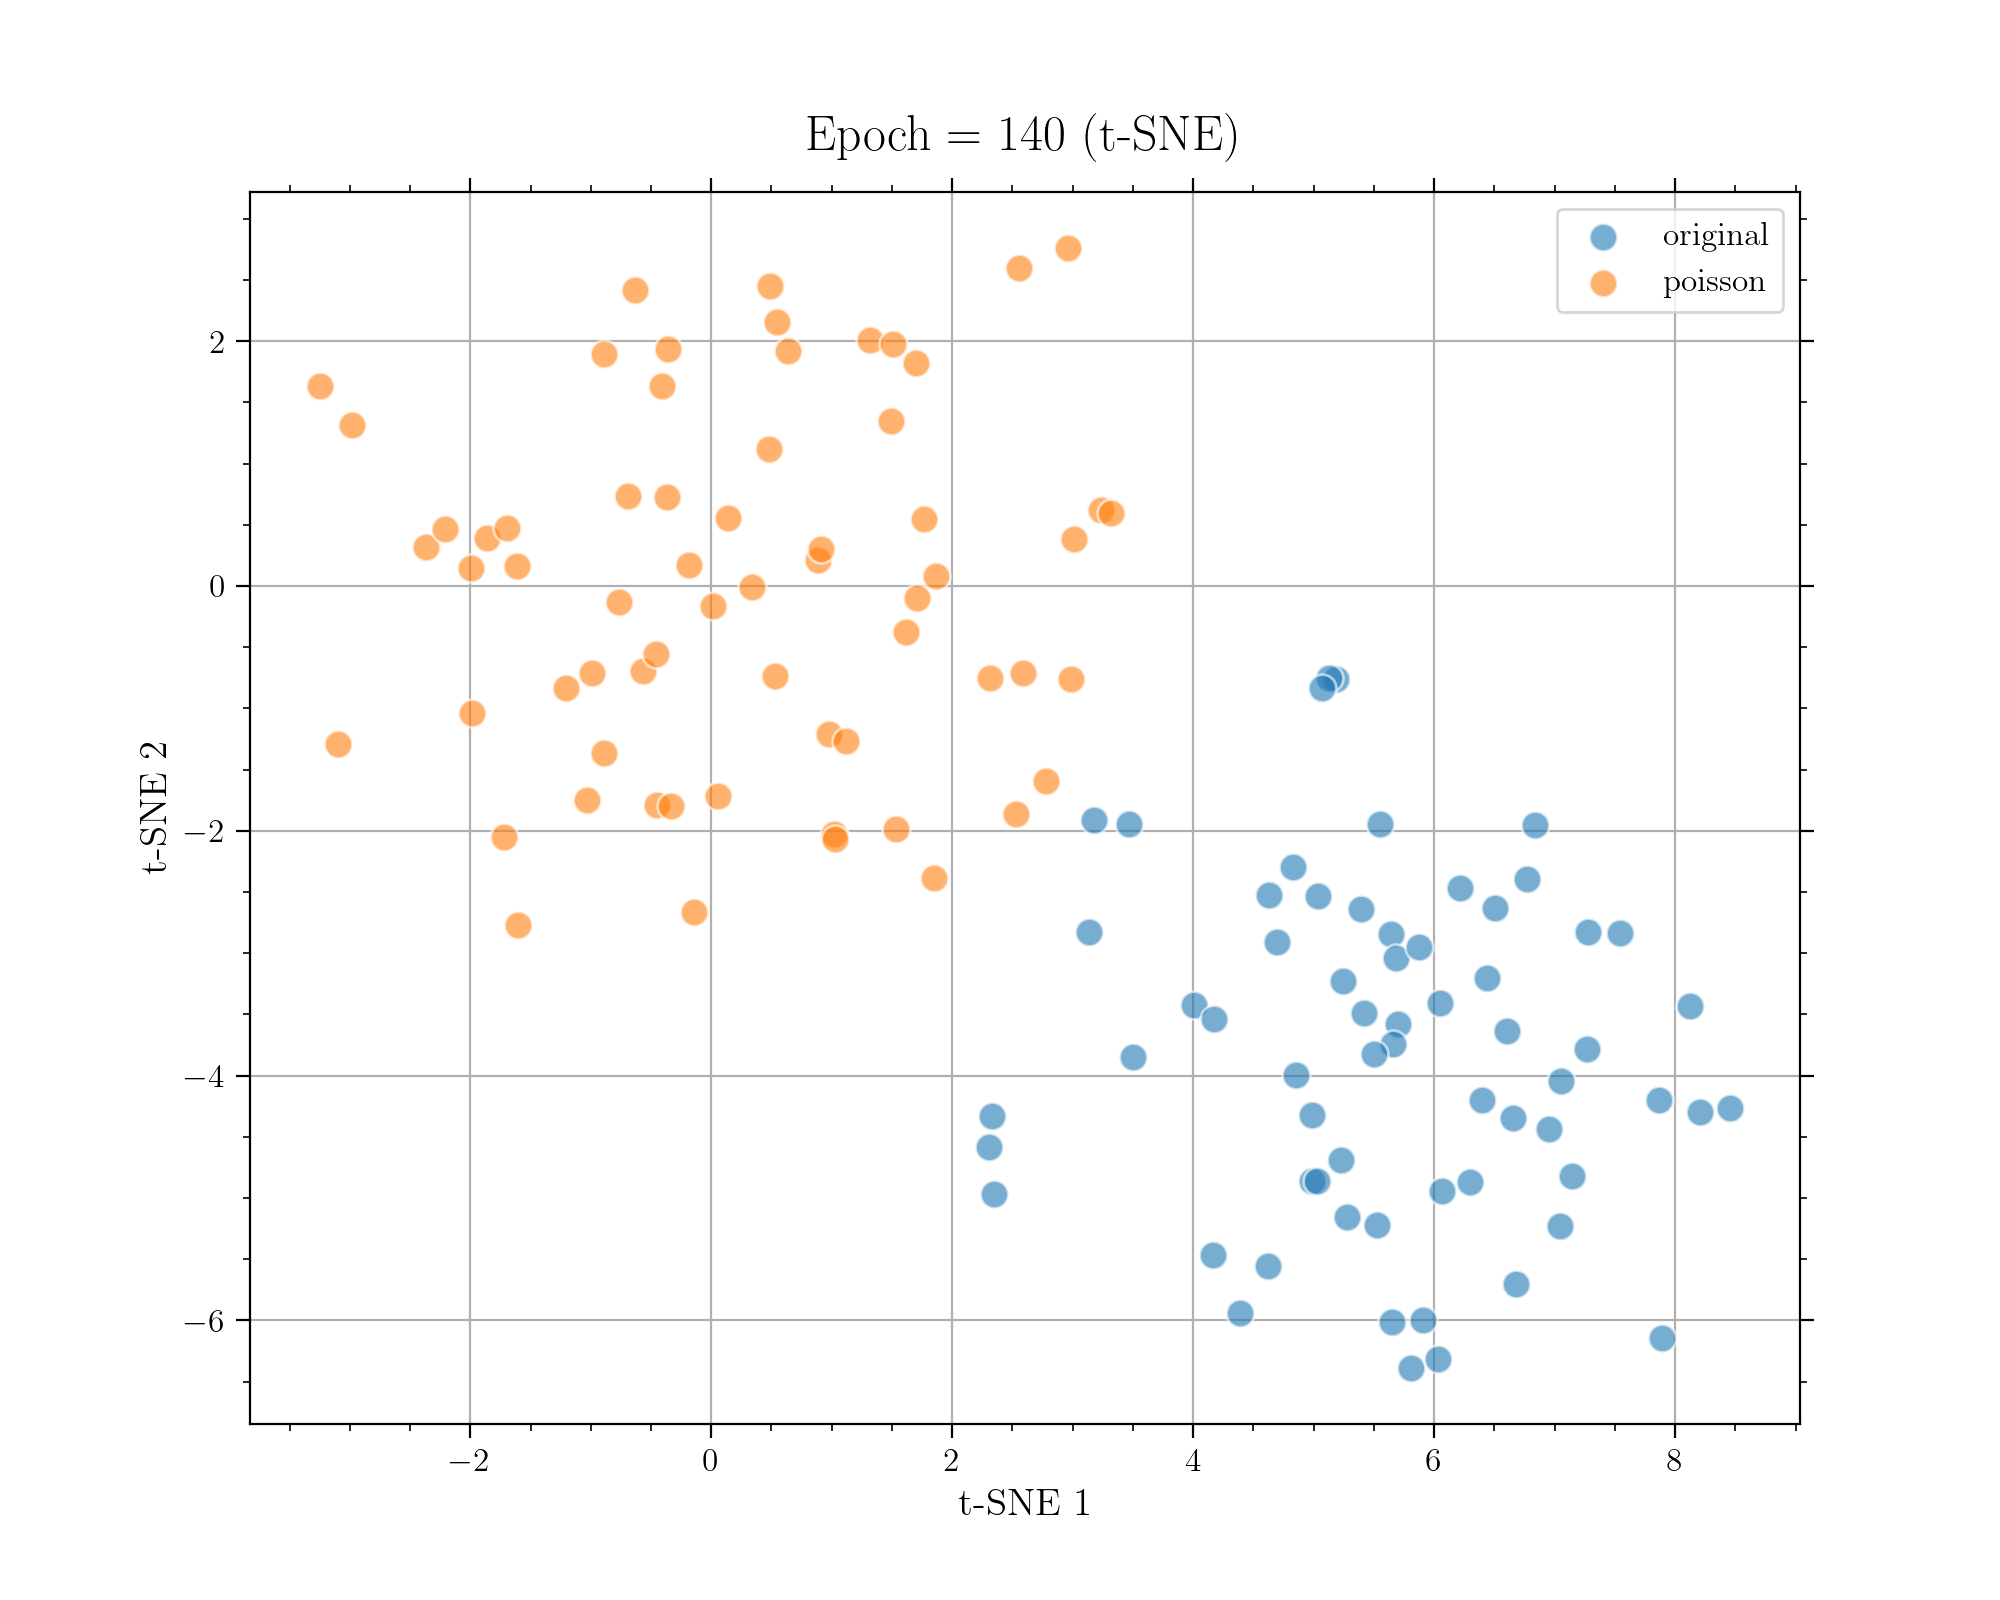 Epoch = 140 (t-SNE)
original
poisson
2
0
−2
−4
−6
t-SNE 2
−2
0
2
4
6
8
t-SNE 1